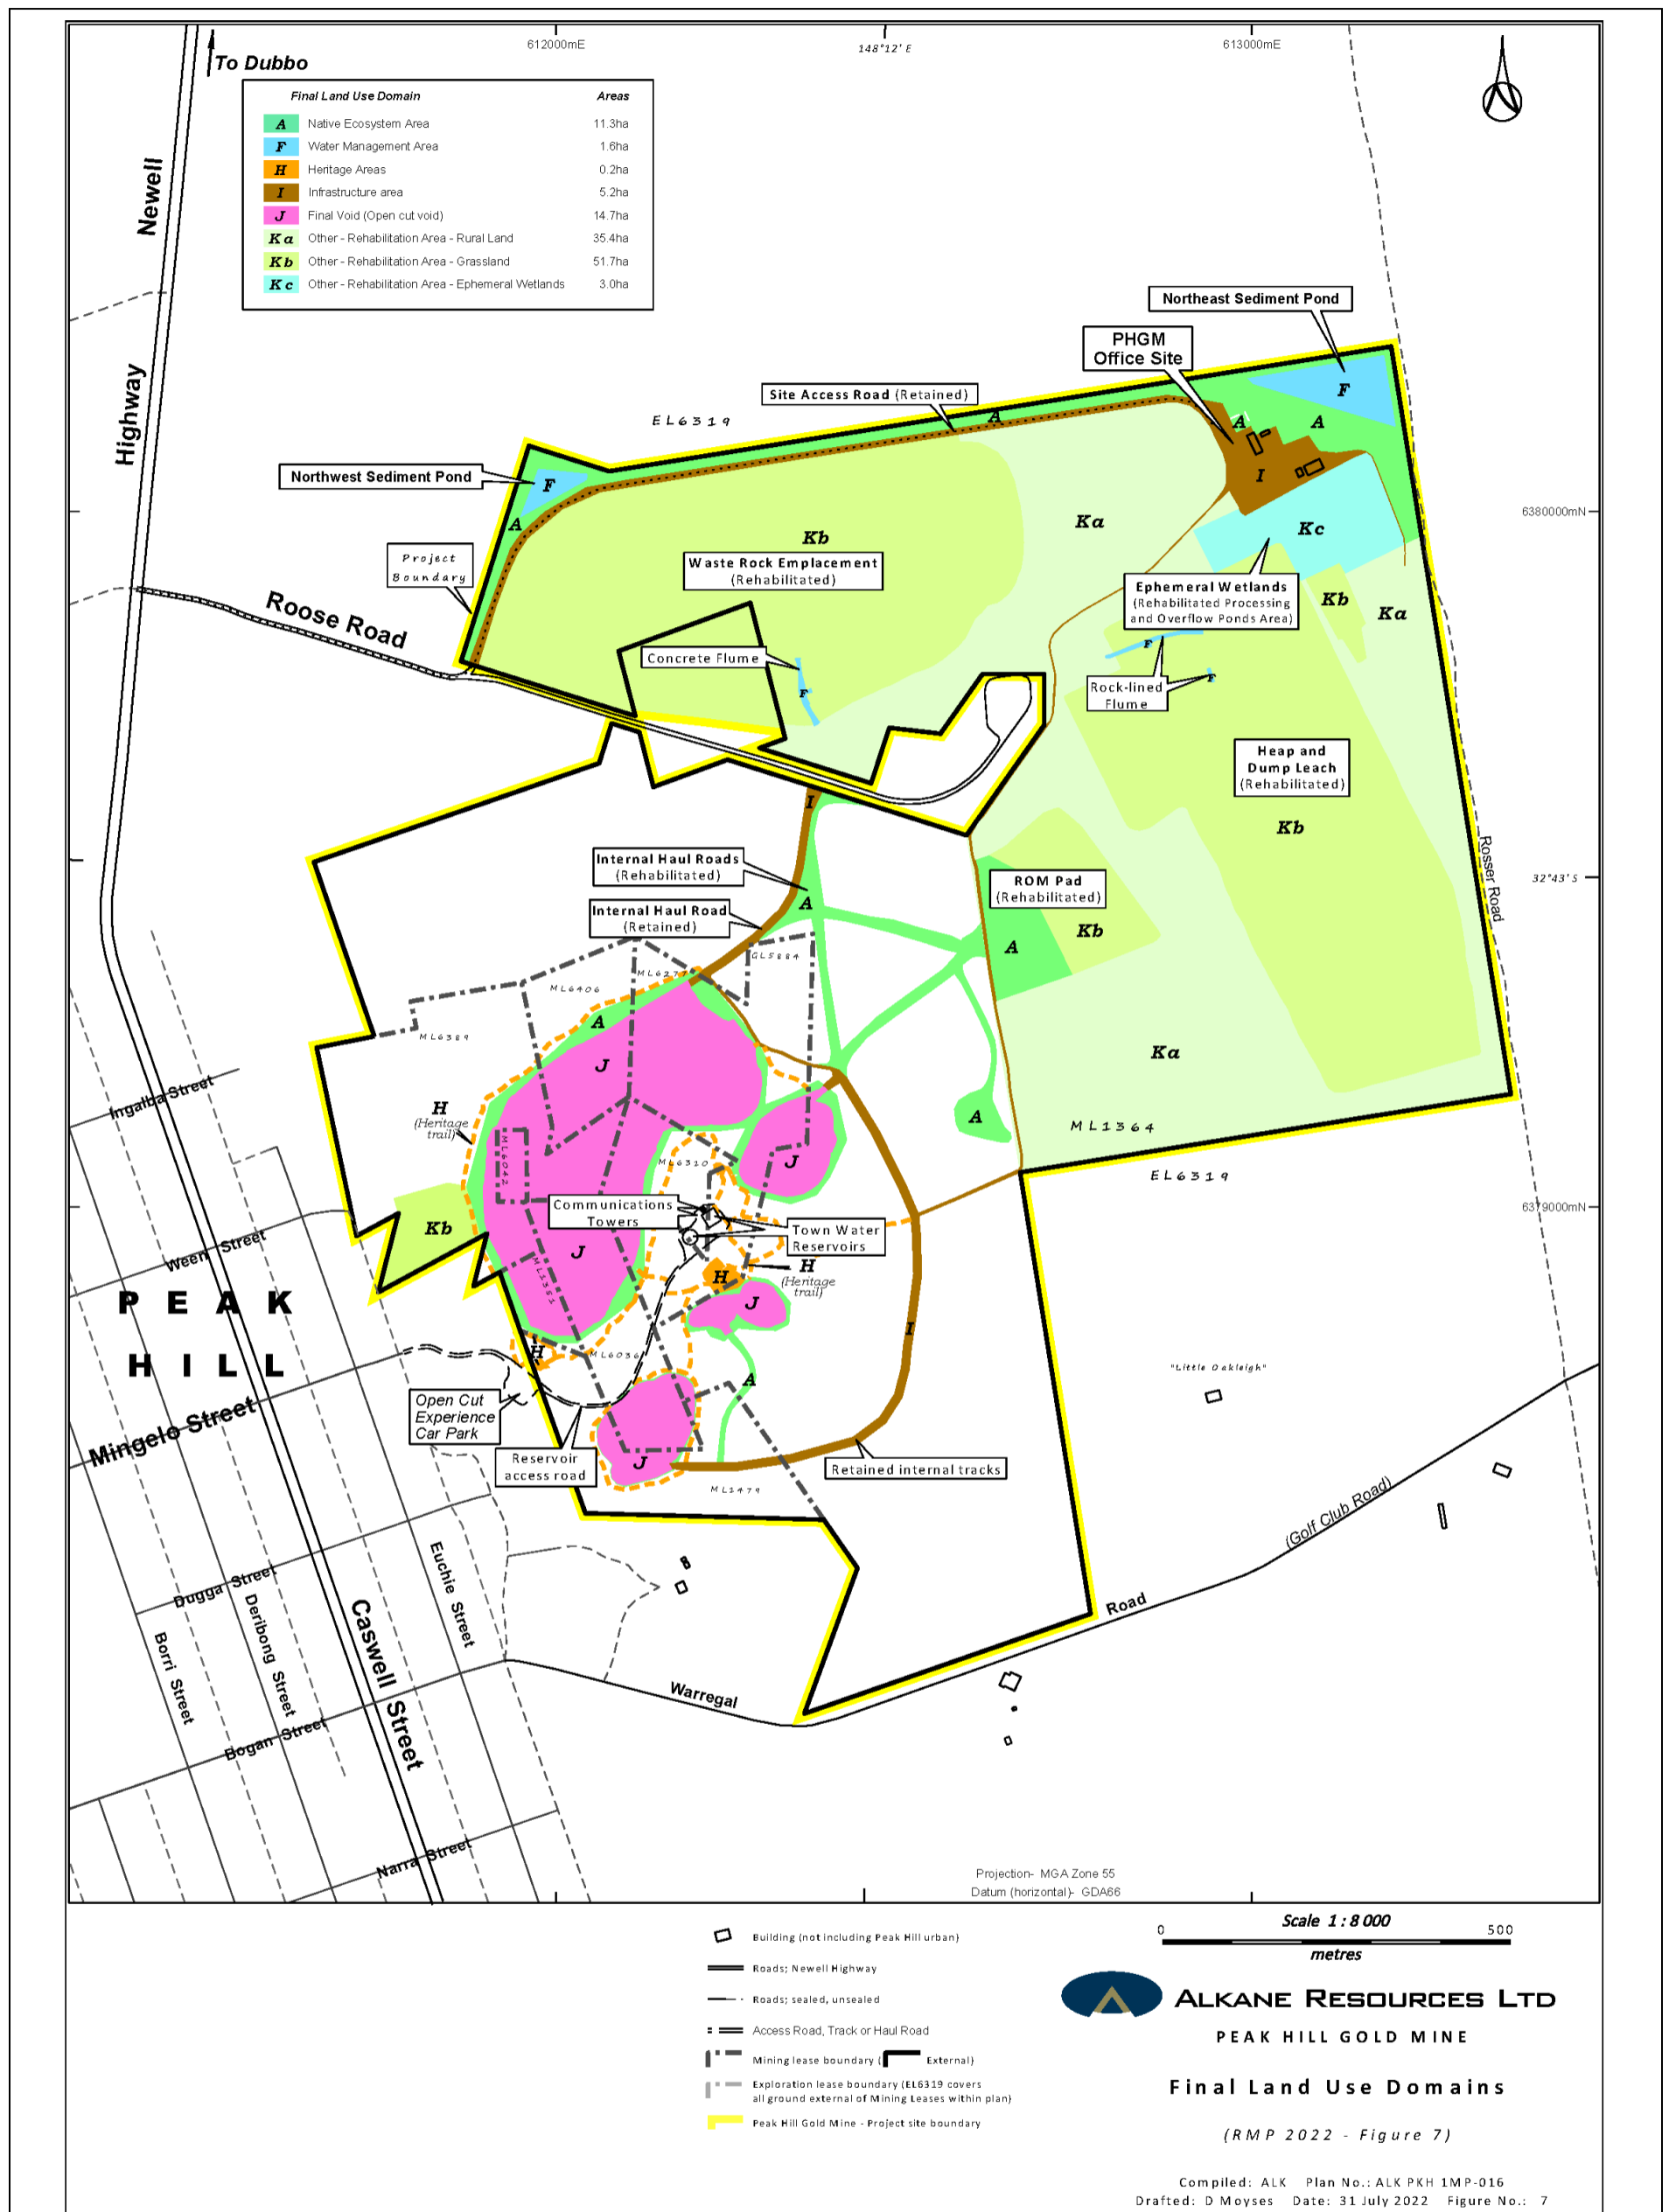 612000mE
148°12' E
613000mE
To Dubbo
Final Land Use Domain Areas
A Native Ecosystem Area 11.3ha
F Water Management Area 1.6ha
H Heritage Areas 0.2ha
I Infrastructure area 5.2ha
J Final Void (Open cut void) 14.7ha
Ka Other - Rehabilitation Area - Rural Land 35.4ha
Kb Other - Rehabilitation Area - Grassland 51.7ha
Kc Other - Rehabilitation Area - Ephemeral Wetlands 3.0ha
Newell
Highway
Northeast Sediment Pond
PHGM
Office Site
Site Access Road (Retained)
EL6319
F
A
A
A
Northwest Sediment Pond
F
A
I
6380000mN
Ka
Kc
Kb
Project
Boundary
Waste Rock Emplacement
(Rehabilitated)
Ephemeral Wetlands
(Rehabilitated Processing
and Overflow Ponds Area)
Kb
Ka
Roose Road
Concrete Flume
F
F
F
Rock-lined
Flume
Heap and
Dump Leach
(Rehabilitated)
Kb
I
Internal Haul Roads
(Rehabilitated)
A
Internal Haul Road
(Retained)
ROM Pad
(Rehabilitated)
Kb
A
Rosser Road
32°43' S
GL5884
ML6277
ML6406
ML6389
A
J
Ka
Ingalba Street
H
(Heritage
trail)
A
ML1364
ML6042
ML6310
J
EL6319
6379000mN
Communications
Towers
Town Water
Reservoirs
Kb
Ween Street
J
H
(Heritage
trail)
H
ML5351
J
PEAK
HILL
I
H
ML6036
"Little Oakleigh"
A
Open Cut
Experience
Car Park
Mingelo Street
Reservoir
access road
J
Retained internal tracks
ML1479
(Golf Club Road)
Euchie Street
Dugga Street
Deribong Street
Borri Street
Caswell Street
Road
Warregal
Bogan Street
Narra Street
Projection- MGA Zone 55
Datum (horizontal)- GDA66
Building (not including Peak Hill urban)
Roads; Newell Highway
Roads; sealed, unsealed
Access Road, Track or Haul Road
Mining lease boundary ( External)
Exploration lease boundary (EL6319 covers
all ground external of Mining Leases within plan)
Peak Hill Gold Mine - Project site boundary
Scale 1 : 8 000
0 500
metres
ALKANE RESOURCES LTD
PEAK HILL GOLD MINE
Final Land Use Domains
(RMP 2022 - Figure 7)
Compiled: ALK Plan No.: ALK PKH 1MP-016
Drafted: D Moyses Date: 31 July 2022 Figure No.: 7